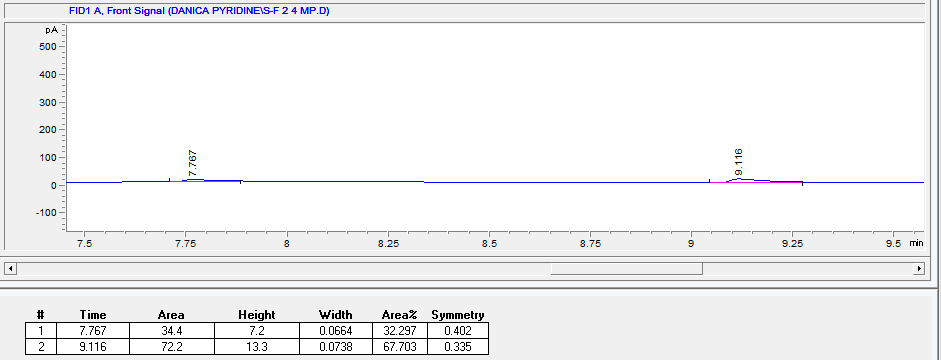 FID1 A, Front Signal (DANICA PYRIDINE\S-F 2 4 MP.D)
pA
500
400
300
200
100
0
-100
7.767
9.116
7.5 7.75 8 8.25 8.5 8.75 9 9.25 9.5 min
# Time Area Height Width Area% Symmetry
1 7.767 34.4 7.2 0.0664 32.297 0.402
2 9.116 72.2 13.3 0.0738 67.703 0.335